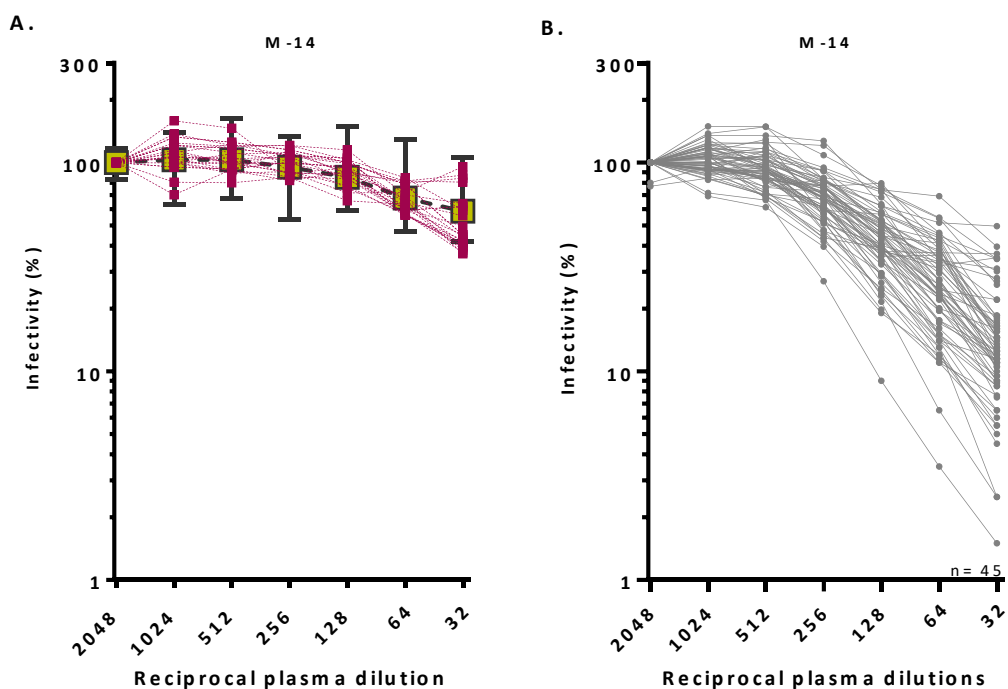 A.
M -14
300
100
10
1
Infectivity (%)
2048 1024 512 256 128 64 32
Reciprocal plasma dilution
B.
M -14
300
100
10
1
Infectivity (%)
n = 45
2048 1024 512 256 128 64 32
Reciprocal plasma dilutions